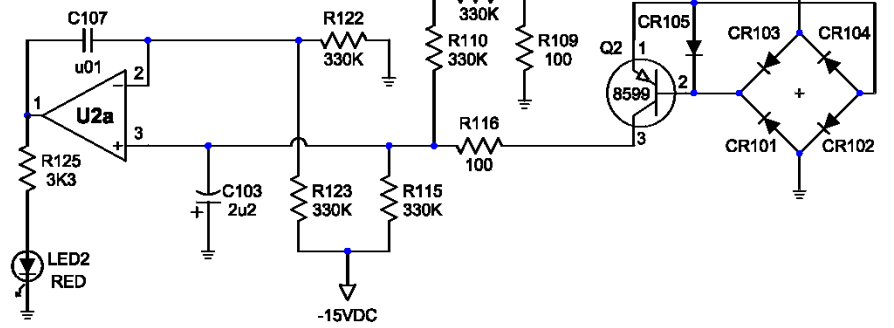 C107
u01
R122
330K
330K
R110
330K
R109
100
CR105
CR103
CR104
Q2
1
8599
2
3
2
1
U2a
3
R116
100
CR101
CR102
R125
3K3
C103
2u2
R123
330K
R115
330K
LED2
RED
-15VDC